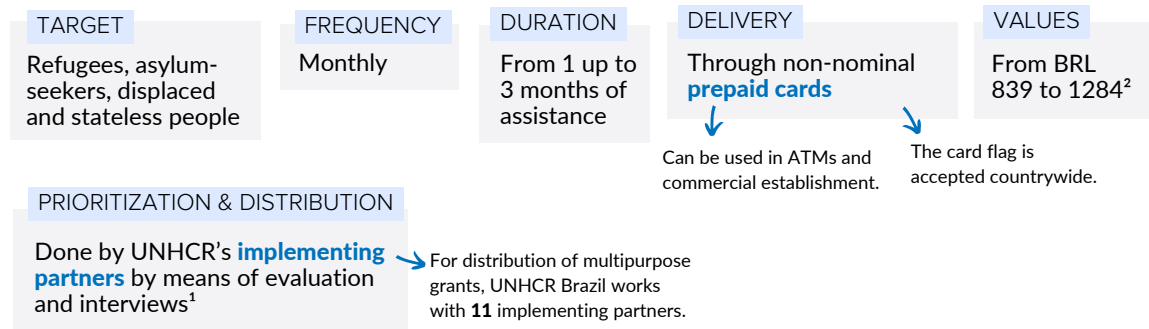 TARGET
Refugees, asylum-
seekers, displaced
and stateless people
FREQUENCY
Monthly
DURATION
From 1 up to
3 months of
assistance
DELIVERY
Through non-nominal
prepaid cards
Can be used in ATMs and
commercial establishment.
The card flag is
accepted countrywide.
VALUES
From BRL
839 to 1284²
PRIORITIZATION & DISTRIBUTION
Done by UNHCR’s implementing
partners by means of evaluation
and interviews¹
For distribution of multipurpose
grants, UNHCR Brazil works
with 11 implementing partners.